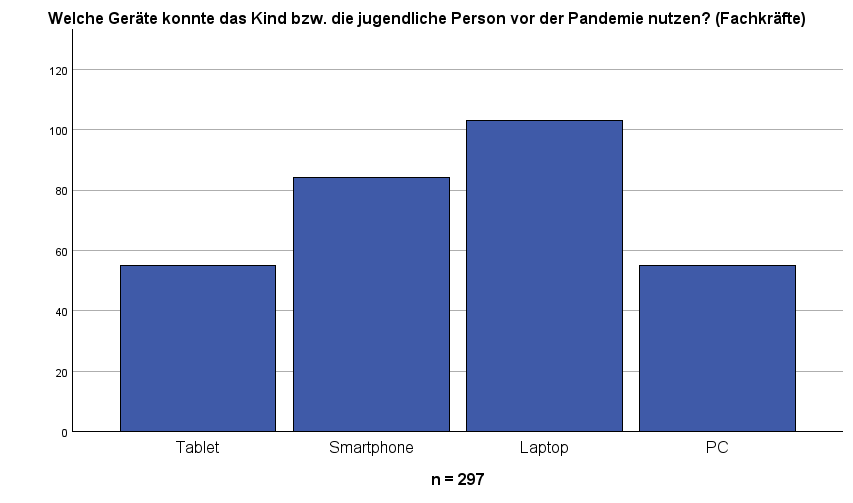 Welche Geräte konnte das Kind bzw. die jugendliche Person vor der Pandemie nutzen? (Fachkräfte)
120
100
80
60
40
20
0
Tablet Smartphone Laptop PC
n = 297